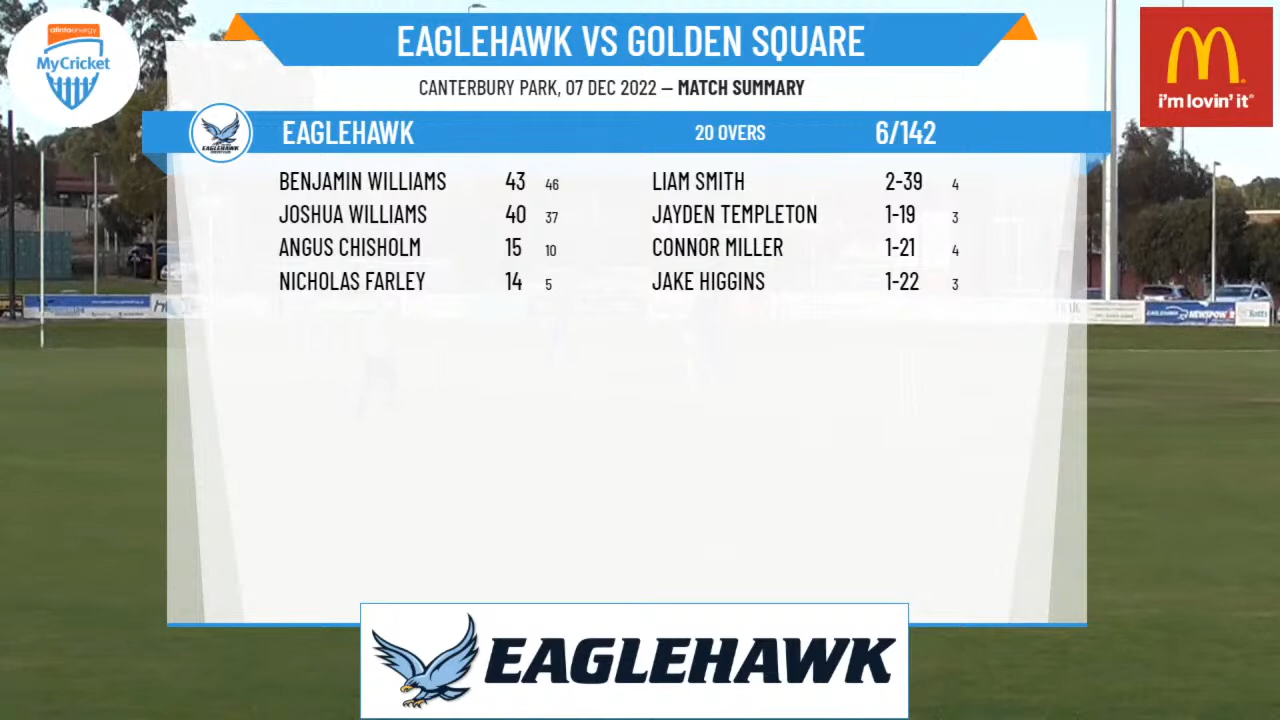 alintaenergy
MyCricket
EAGLEHAWK VS GOLDEN SQUARE
i'm lovin' it
CANTERBURY PARK, 07 DEC 2022 – MATCH SUMMARY
EAGLEHAWK 20 OVERS 6/142
BENJAMIN WILLIAMS 43 46 LIAM SMITH 2-39 4
JOSHUA WILLIAMS 40 37 JAYDEN TEMPLETON 1-19 3
ANGUS CHISHOLM 15 10 CONNOR MILLER 1-21 4
NICHOLAS FARLEY 14 5 JAKE HIGGINS 1-22 3
EAGLEHAWK